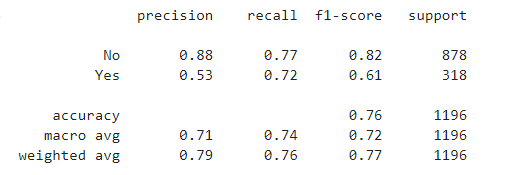 precision recall f1-score support
No 0.88 0.77 0.82 878
Yes 0.53 0.72 0.61 318
accuracy 0.76 1196
macro avg 0.71 0.74 0.72 1196
weighted avg 0.79 0.76 0.77 1196